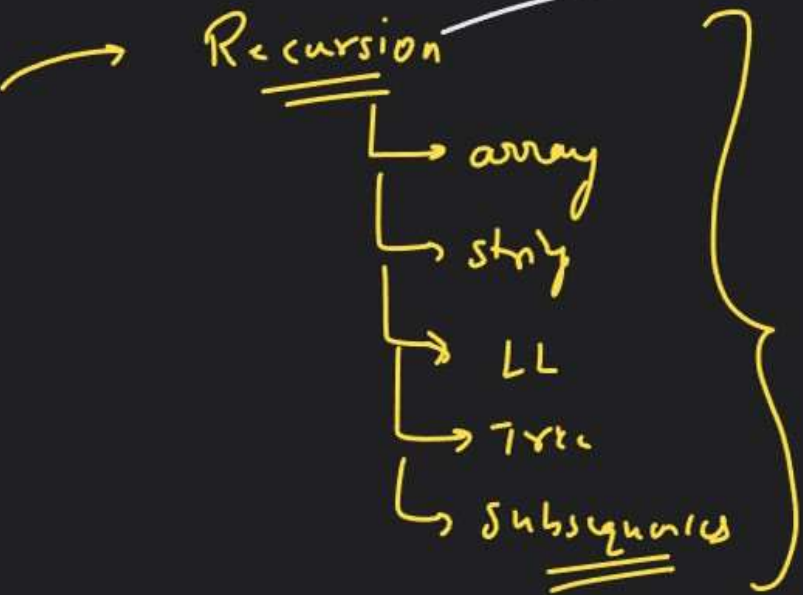 Recursion
array
string
LL
Tree
Subsequences